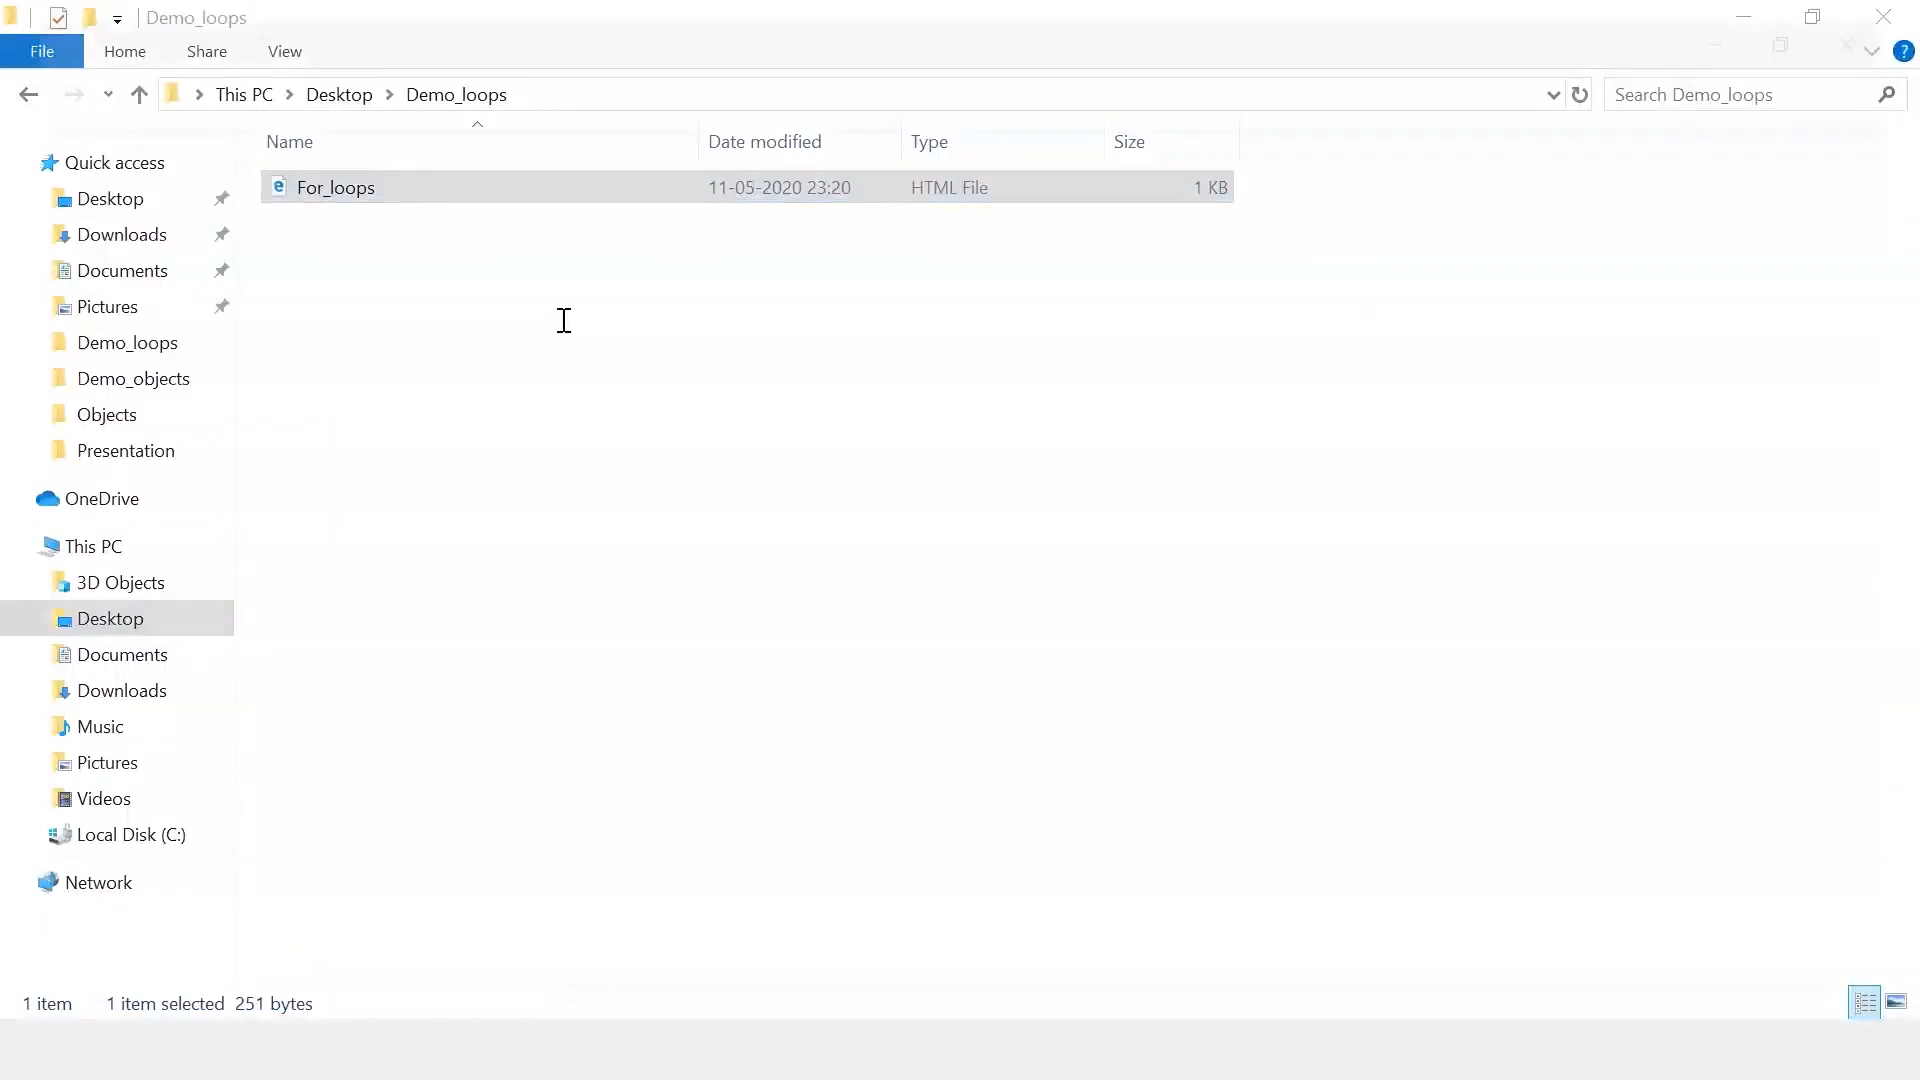 Demo_loops
File Home Share View ?
This PC Desktop Demo_loops Search Demo_loops
Name Date modified Type Size
For_loops 11-05-2020 23:20 HTML File 1 KB
Quick access
Desktop
Downloads
Documents
Pictures
Demo_loops
Demo_objects
Objects
Presentation
OneDrive
This PC
3D Objects
Desktop
Documents
Downloads
Music
Pictures
Videos
Local Disk (C:)
Network
1 item 1 item selected 251 bytes